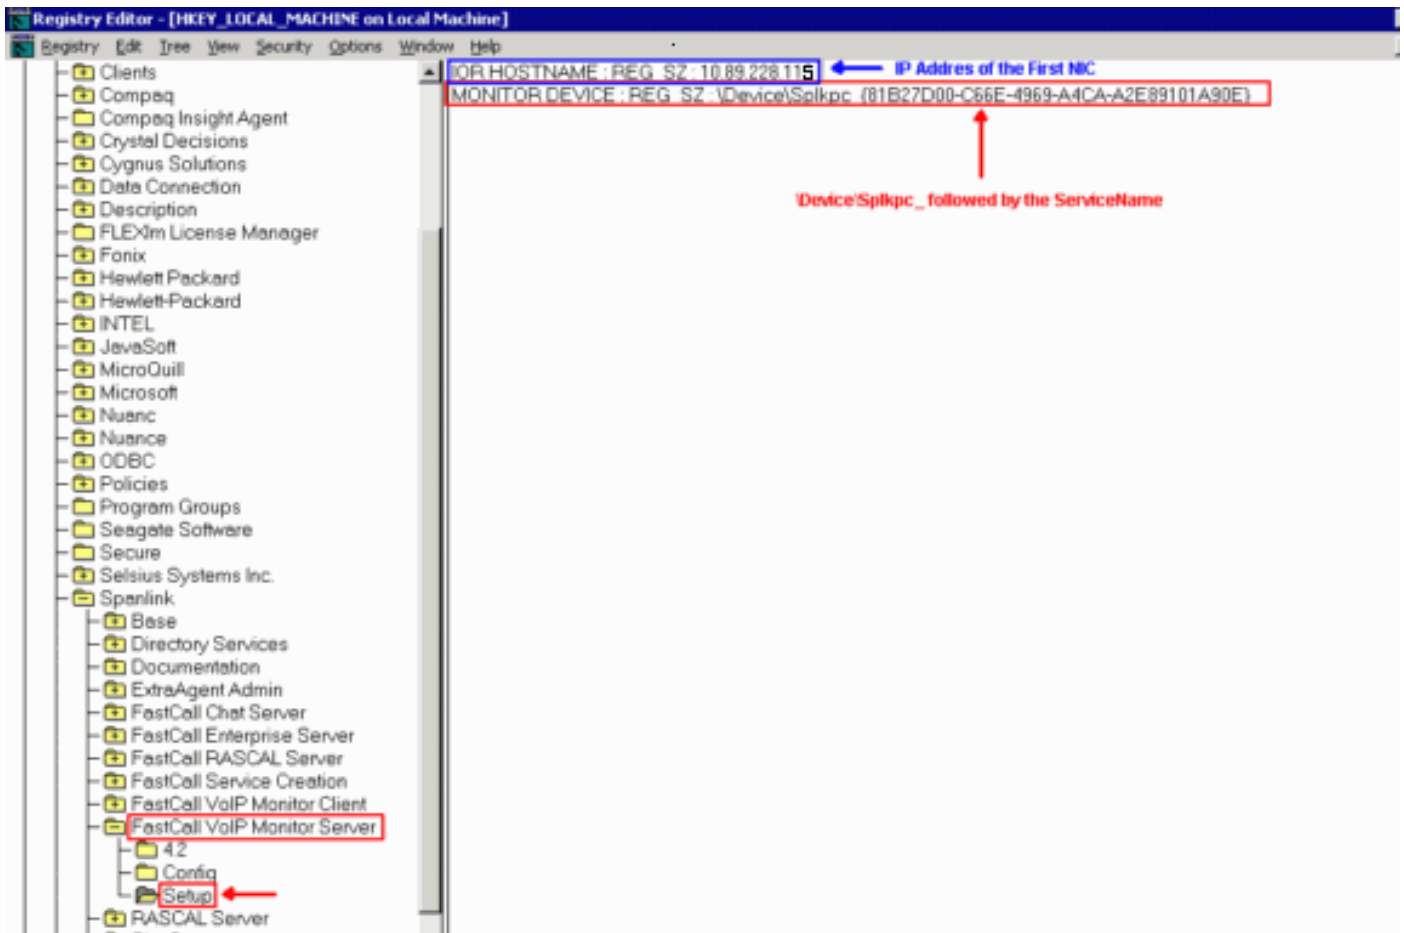 Registry Editor - [HKEY_LOCAL_MACHINE on Local Machine]
Registry Edit Tree View Security Options Window Help
Clients
Compaq
Compaq Insight Agent
Crystal Decisions
Cygnus Solutions
Data Connection
Description
FLEXlm License Manager
Fonix
Hewlett Packard
Hewlett-Packard
INTEL
JavaSoft
MicroQuill
Microsoft
Nuanc
Nuance
ODBC
Policies
Program Groups
Seagate Software
Secure
Selsius Systems Inc.
Spanlink
Base
Directory Services
Documentation
ExtraAgent Admin
FastCall Chat Server
FastCall Enterprise Server
FastCall RASCAL Server
FastCall Service Creation
FastCall VoIP Monitor Client
FastCall VoIP Monitor Server
4.2
Config
Setup
RASCAL Server
IOR HOSTNAME : REG_SZ : 10.89.228.115
IP Addres of the First NIC
MONITOR DEVICE : REG_SZ : \Device\Splkpc_{81B27D00-C66E-4969-A4CA-A2E89101A90E}
\Device\Splkpc_ followed by the ServiceName